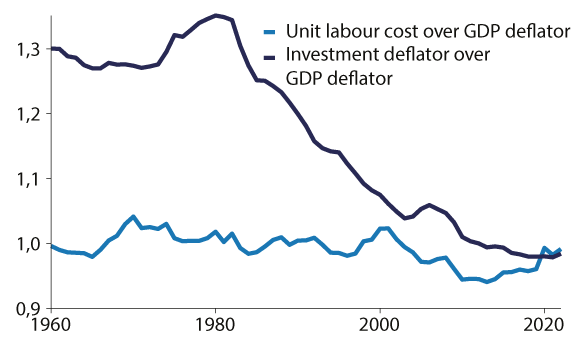 Unit labour cost over GDP deflator
Investment deflator over
GDP deflator
1,3
1,2
1,1
1,0
0,9
1960 1980 2000 2020